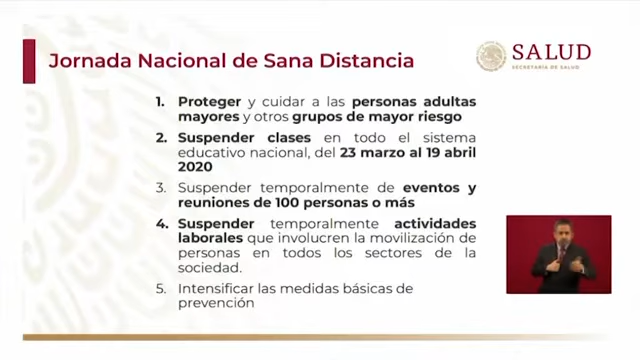 Jornada Nacional de Sana Distancia
SALUD
SECRETARÍA DE SALUD
1. Proteger y cuidar a las personas adultas
mayores y otros grupos de mayor riesgo
2. Suspender clases en todo el sistema
educativo nacional, del 23 marzo al 19 abril
2020
3. Suspender temporalmente de eventos y
reuniones de 100 personas o más
4. Suspender temporalmente actividades
laborales que involucren la movilización de
personas en todos los sectores de la
sociedad.
5. Intensificar las medidas básicas de
prevención